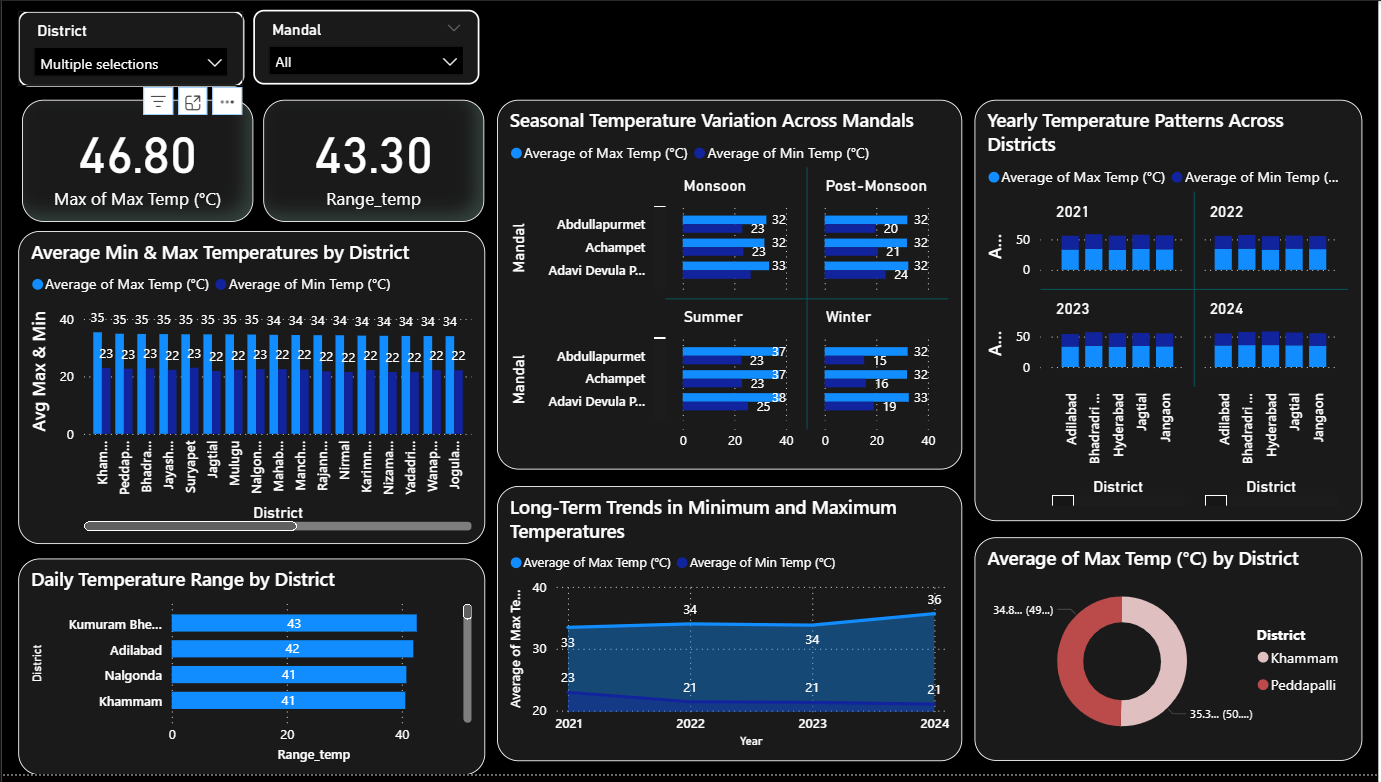 District
Multiple selections
Mandal
All
46.80
Max of Max Temp (°C)
43.30
Range_temp
Average Min & Max Temperatures by District
Average of Max Temp (°C) Average of Min Temp (°C)
Avg Max & Min
40
20
0
35 35 35 35 35 35 35 35 34 34 34 34 34 34 34 34 34
23 23 23 22 23 22 22 23 22 22 22 22 22 22 22 22 22
Kham...
Peddap...
Bhadra...
Jayash...
Suryapet
Jagtial
Mulugu
Nalgon...
Mahab...
Manch...
Rajann...
Nirmal
Karimn...
Nizama...
Yadadri...
Wanap...
Jogula...
District
Daily Temperature Range by District
District
Kumuram Bhe... 43
Adilabad 42
Nalgonda 41
Khammam 41
0 20 40
Range_temp
Seasonal Temperature Variation Across Mandals
Average of Max Temp (°C) Average of Min Temp (°C)
Monsoon Post-Monsoon
Mandal
Abdullapurmet 32 23 32 20
Achampet 32 23 32 21
Adavi Devula P... 33 32 24
Summer Winter
Mandal
Abdullapurmet 37 23 32 15
Achampet 37 23 32 16
Adavi Devula P... 38 25 33 19
0 20 40 0 20 40
Long-Term Trends in Minimum and Maximum
Temperatures
Average of Max Temp (°C) Average of Min Temp (°C)
Average of Max Te...
40
30
20
33 34 34 36
23 21 21 21
2021 2022 2023 2024
Year
Yearly Temperature Patterns Across
Districts
Average of Max Temp (°C) Average of Min Temp (...
2021 2022
A...
50
0
2023 2024
A...
50
0
Adilabad
Bhadradri ...
Hyderabad
Jagtial
Jangaon
Adilabad
Bhadradri ...
Hyderabad
Jagtial
Jangaon
District District
Average of Max Temp (°C) by District
34.8... (49...)
35.3... (50....)
District
Khammam
Peddapalli